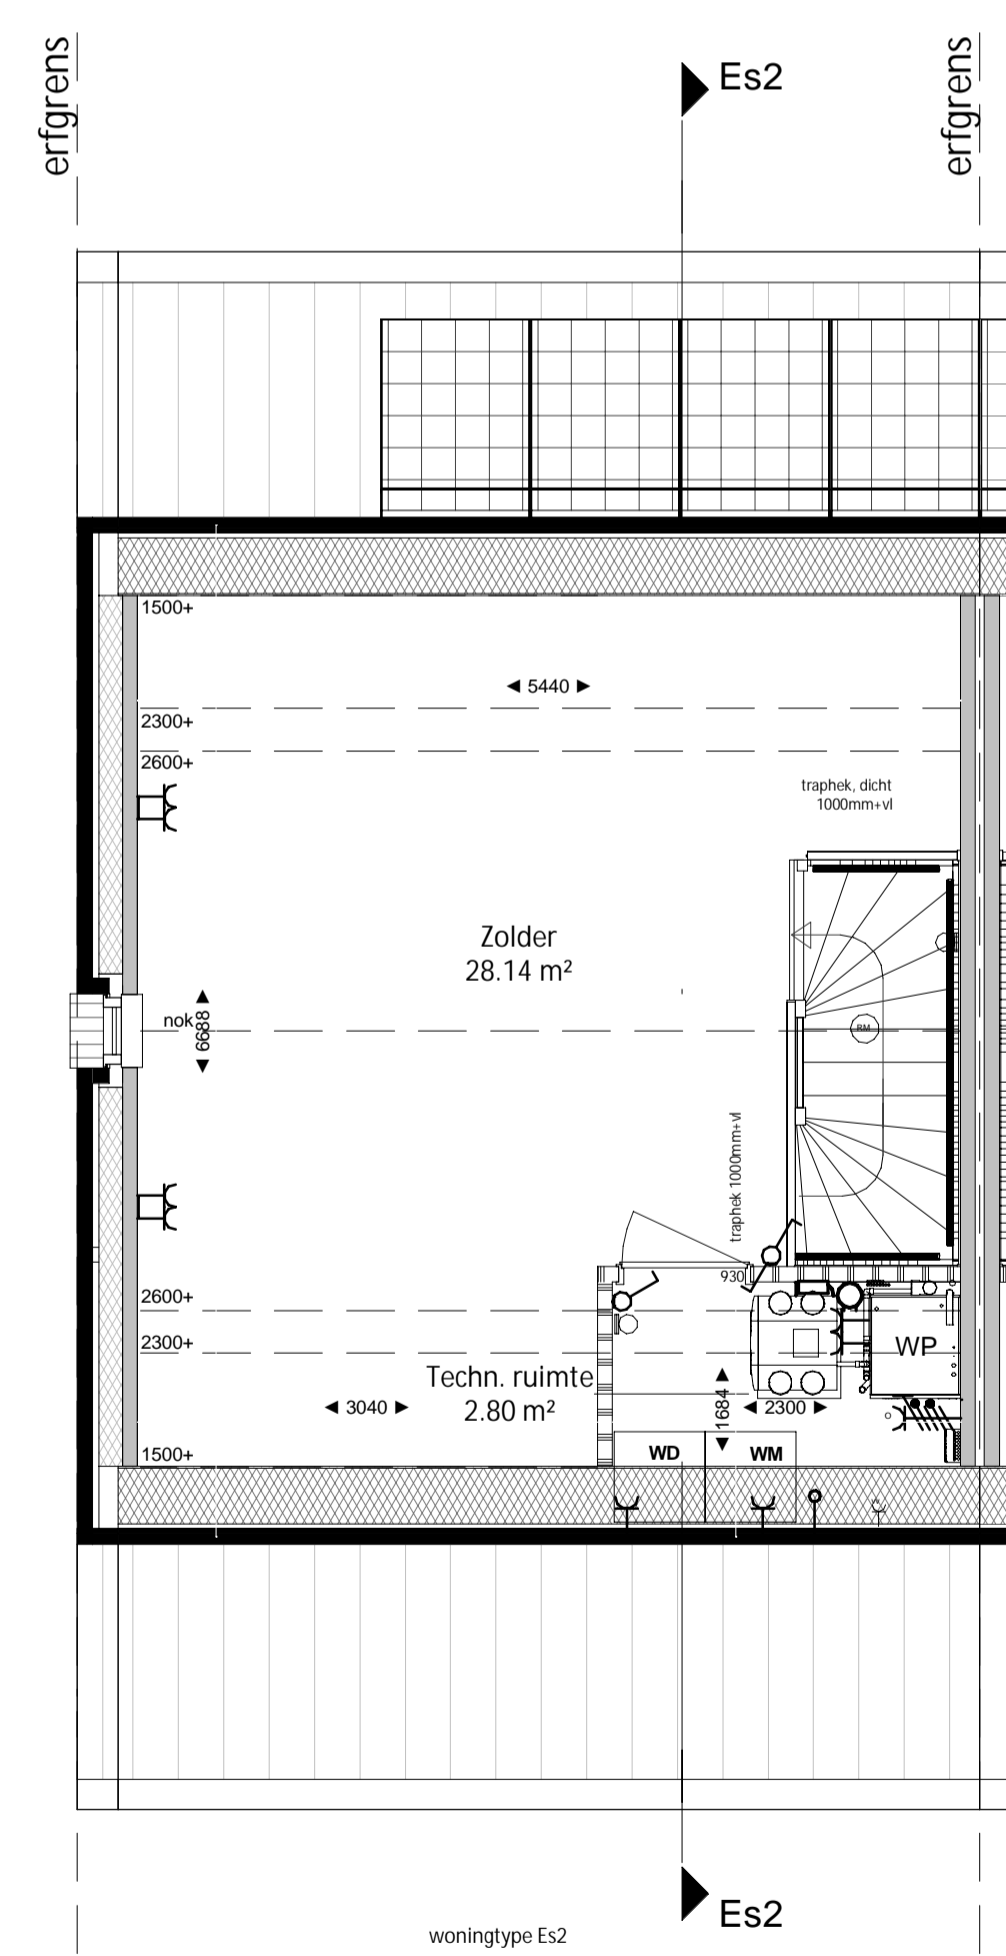 erfgrens
erfgrens
Es2
1500+
◄ 5440 ►
2300+
2600+
traphek, dicht
1000mm+vl
Zolder
28.14 m²
nok
◄ 6688 ►
RM
traphek 1000mm+vl
930
2600+
2300+
WP
Techn. ruimte
2.80 m²
◄ 3040 ►
◄ 1684 ►
◄ 2300 ►
1500+
WD
WM
Es2
woningtype Es2